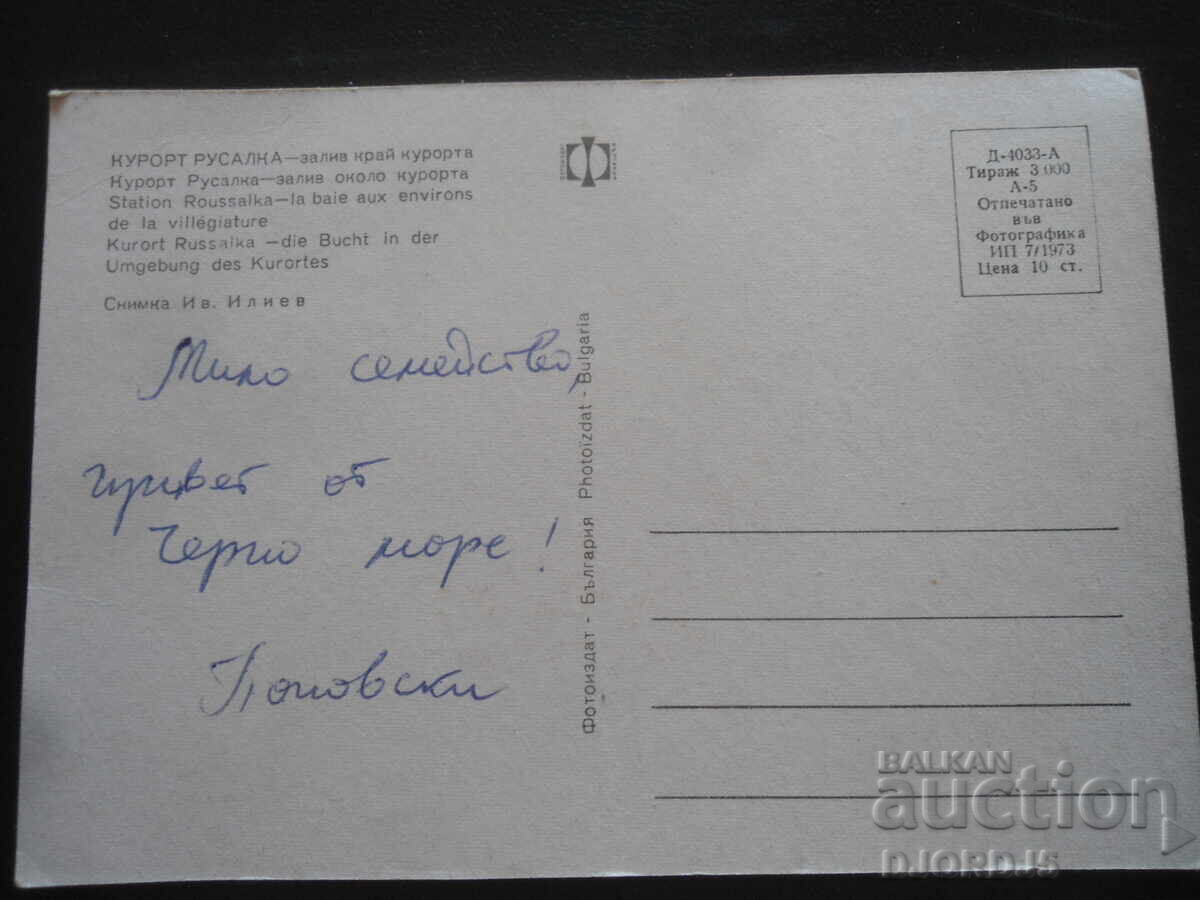 КУРОРТ РУСАЛКА—залив край курорта
Курорт Русалка—залив около курорта
Station Roussalka—la baie aux environs
de la villégiature
Kurort Russalka —die Bucht in der
Umgebung des Kurortes
Снимка Ив. Илиев
Мило семейство,
привет от
Черно море!
Поповски
Фотоиздат - България Photoizdat - Bulgaria
Д-4033-А
Тираж 3 000
А-5
Отпечатано
във
Фотографика
ИП 7/1973
Цена 10 ст.
BALKAN
auction
DJORDJ5